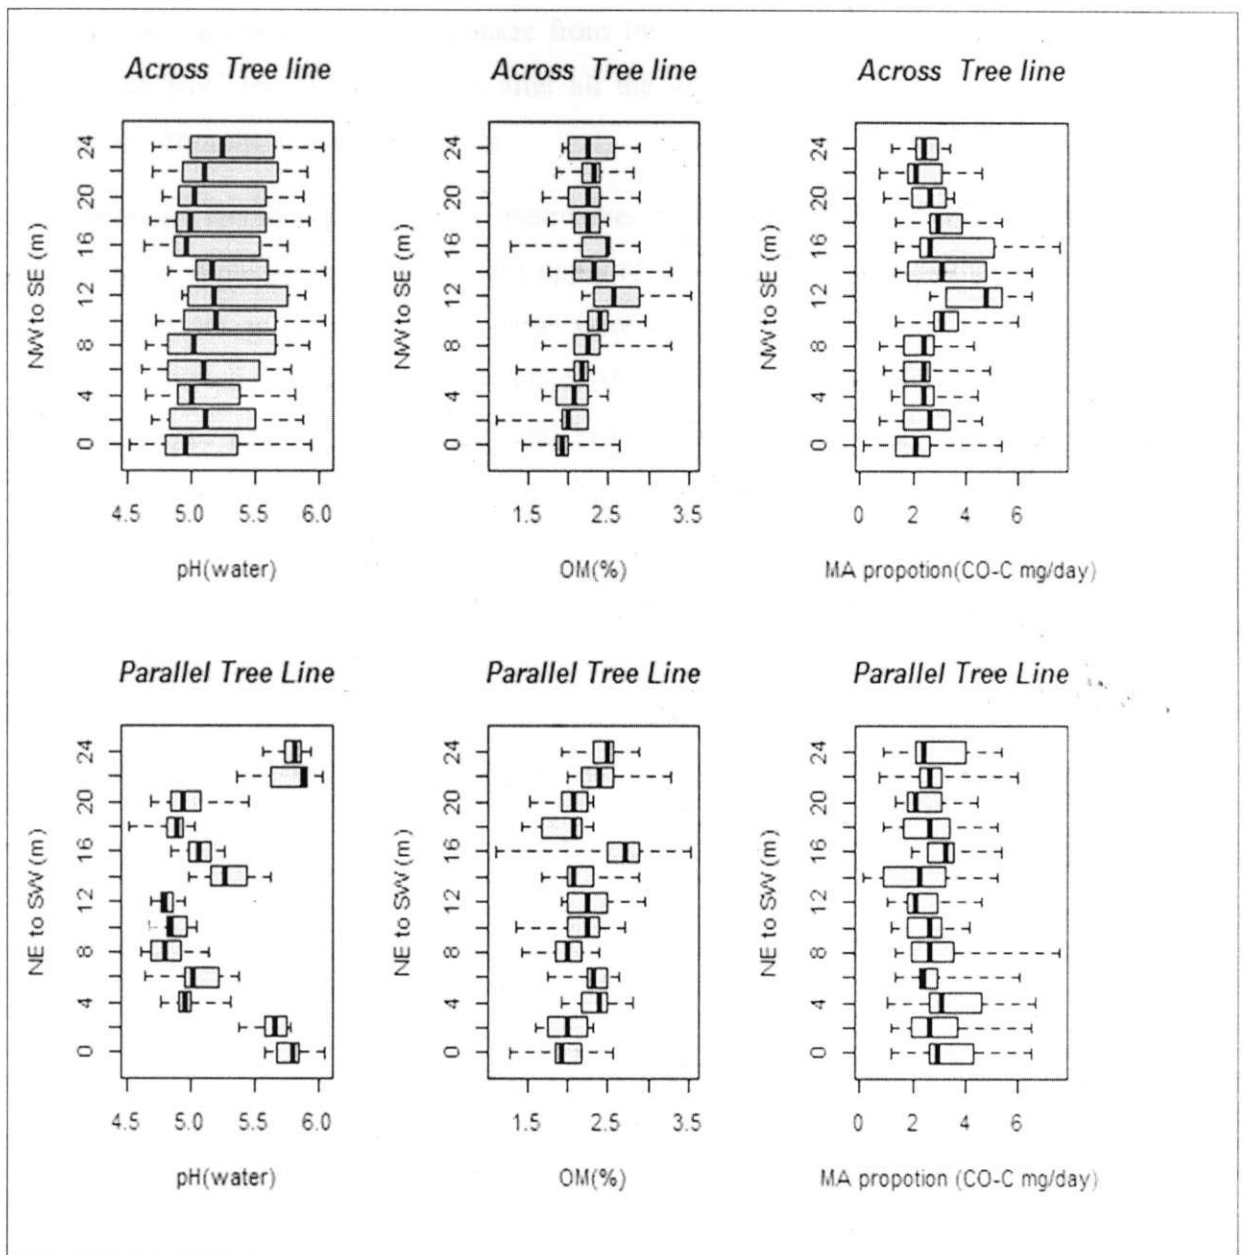 Across Tree line
Across Tree line
Across Tree line
NW to SE (m)
0 4 8 12 16 20 24
4.5 5.0 5.5 6.0
pH(water)
NW to SE (m)
0 4 8 12 16 20 24
1.5 2.5 3.5
OM(%)
NW to SE (m)
0 4 8 12 16 20 24
0 2 4 6
MA propotion(CO-C mg/day)
Parallel Tree Line
Parallel Tree Line
Parallel Tree Line
NE to SW (m)
0 4 8 12 16 20 24
4.5 5.0 5.5 6.0
pH(water)
NE to SW (m)
0 4 8 12 16 20 24
1.5 2.5 3.5
OM(%)
NE to SW (m)
0 4 8 12 16 20 24
0 2 4 6
MA propotion (CO-C mg/day)